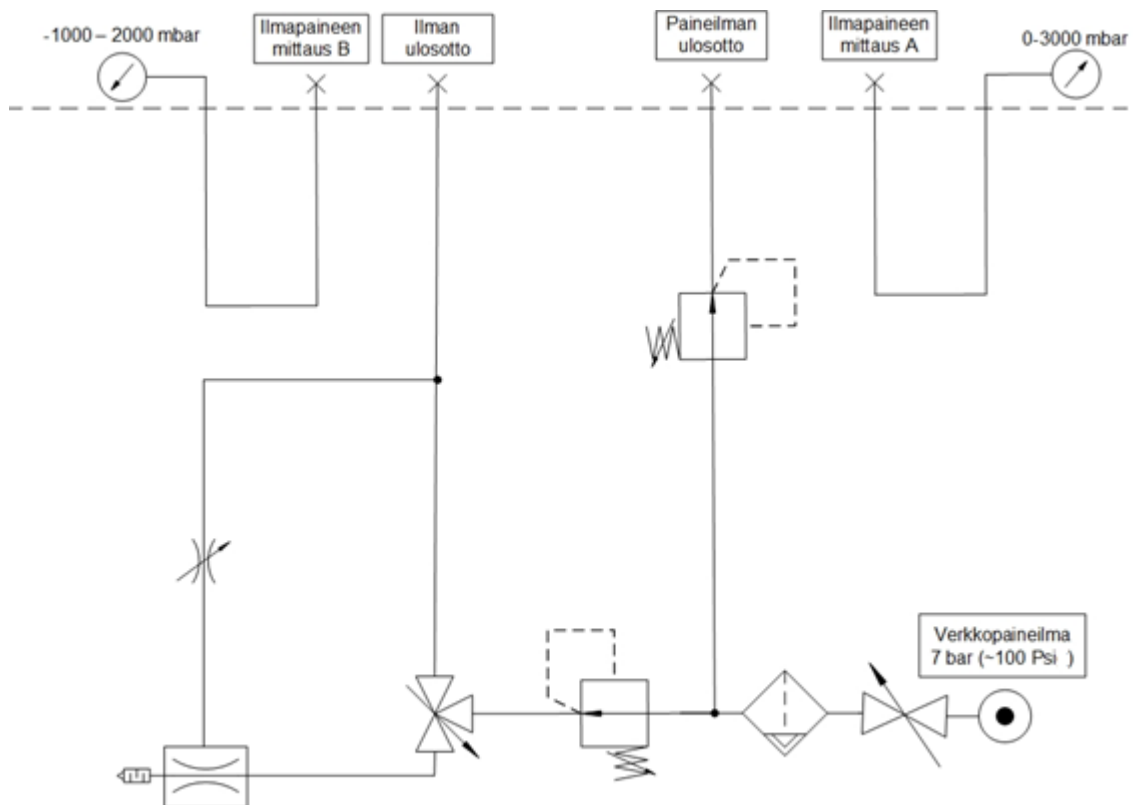 -1000 – 2000 mbar
Ilmapaineen
mittaus B
Ilman
ulosotto
Paineilman
ulosotto
Ilmapaineen
mittaus A
0-3000 mbar
Verkkopaineilma
7 bar (~100 Psi )